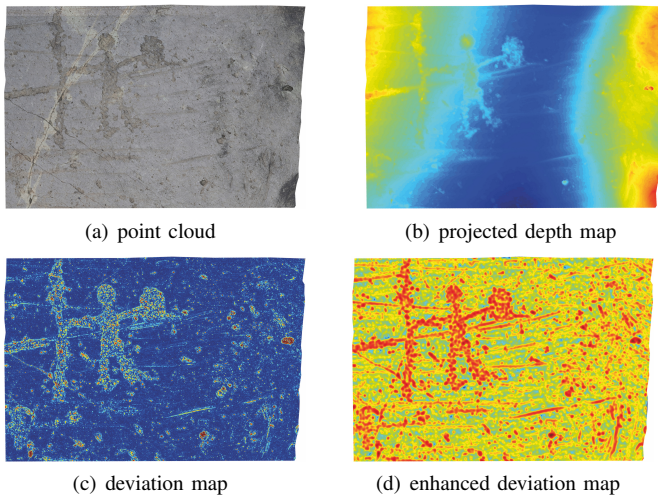 (a) point cloud
(b) projected depth map
(c) deviation map
(d) enhanced deviation map